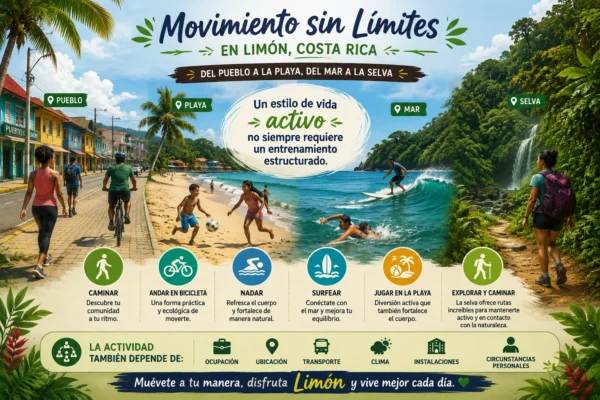 Movimiento sin Límites
EN LIMÓN, COSTA RICA
DEL PUEBLO A LA PLAYA, DEL MAR A LA SELVA
PUEBLO
PLAYA
MAR
SELVA
Un estilo de vida
activo
no siempre requiere
un entrenamiento
estructurado.
CAMINAR
Descubre tu
comunidad
a tu ritmo.
ANDAR EN BICICLETA
Una forma práctica
y ecológica de
moverte.
NADAR
Refresca el cuerpo
y fortalece de
manera natural.
SURFEAR
Conéctate con
el mar y mejora tu
equilibrio.
JUGAR EN LA PLAYA
Diversión activa que
también fortalece
el cuerpo.
EXPLORAR Y CAMINAR
La selva ofrece rutas
increíbles para mantenerte
activo y en contacto
con la naturaleza.
LA ACTIVIDAD
TAMBIÉN DEPENDE DE:
OCUPACIÓN
UBICACIÓN
TRANSPORTE
CLIMA
INSTALACIONES
CIRCUNSTANCIAS
PERSONALES
Muévete a tu manera, disfruta Limón y vive mejor cada día.